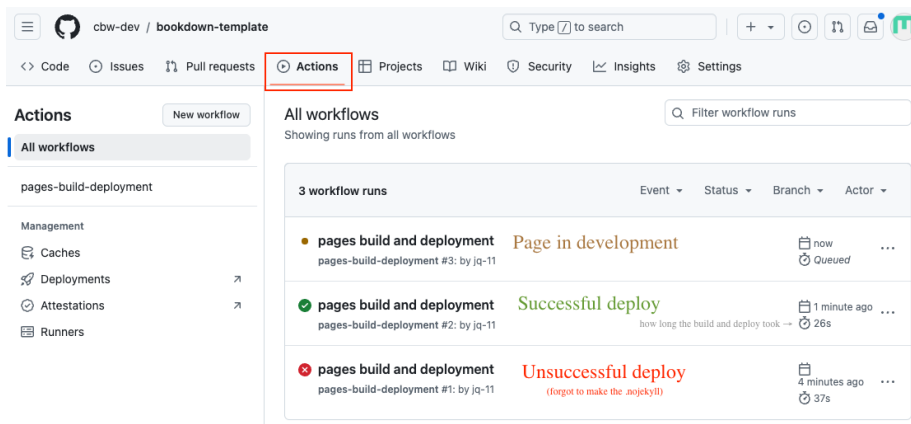 cbw-dev / bookdown-template
Type / to search
Code Issues Pull requests Actions Projects Wiki Security Insights Settings
Actions
New workflow
All workflows
pages-build-deployment
Management
Caches
Deployments
Attestations
Runners
All workflows
Showing runs from all workflows
Filter workflow runs
3 workflow runs
Event Status Branch Actor
pages build and deployment
Page in development
now
pages-build-deployment #3: by jq-11
Queued
pages build and deployment
Successful deploy
1 minute ago
pages-build-deployment #2: by jq-11
how long the build and deploy took →
26s
pages build and deployment
Unsuccessful deploy
4 minutes ago
pages-build-deployment #1: by jq-11
(forgot to make the .nojekyll)
37s